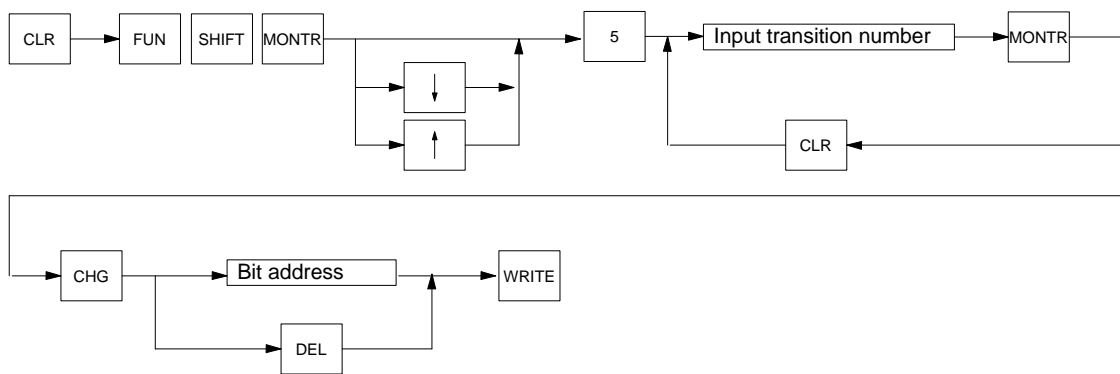 CLR
FUN
SHIFT
MONTR
5
Input transition number
MONTR
↓
↑
CLR
CHG
Bit address
WRITE
DEL